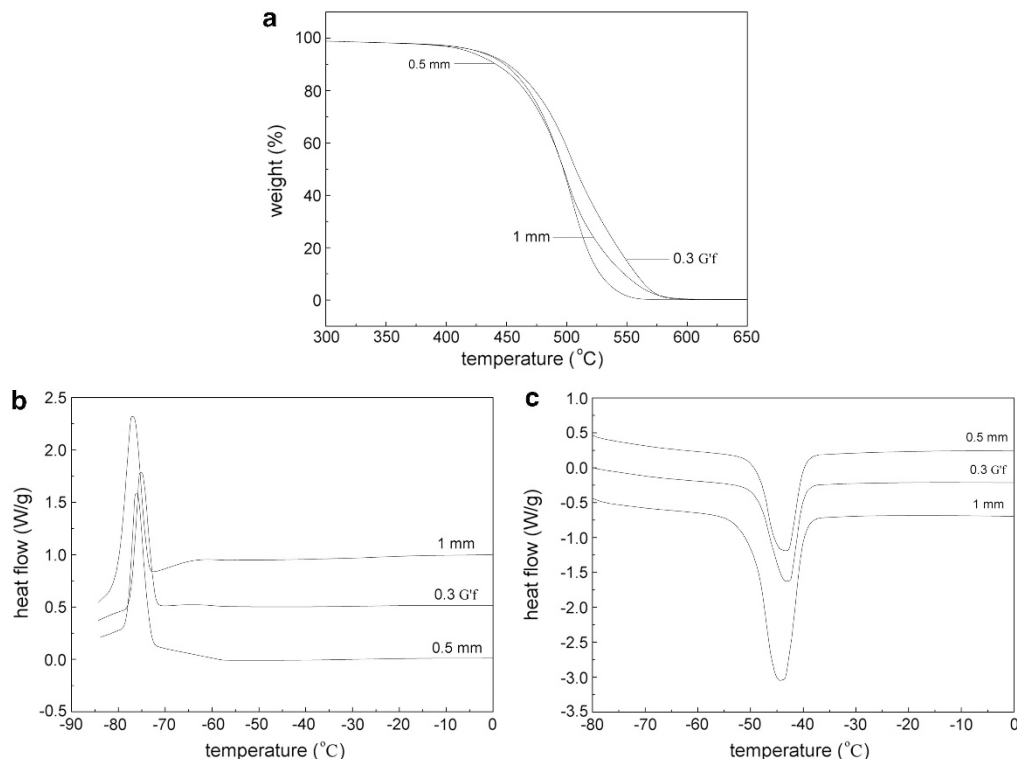 a
100
80
60
40
20
0
weight (%)
0.5 mm
1 mm
0.3 G'f
300 350 400 450 500 550 600 650
temperature (°C)
b
2.5
2.0
1.5
1.0
0.5
0.0
-0.5
heat flow (W/g)
1 mm
0.3 G'f
0.5 mm
-90 -80 -70 -60 -50 -40 -30 -20 -10 0
temperature (°C)
c
1.0
0.5
0.0
-0.5
-1.0
-1.5
-2.0
-2.5
-3.0
-3.5
heat flow (W/g)
0.5 mm
0.3 G'f
1 mm
-80 -70 -60 -50 -40 -30 -20 -10 0
temperature (°C)